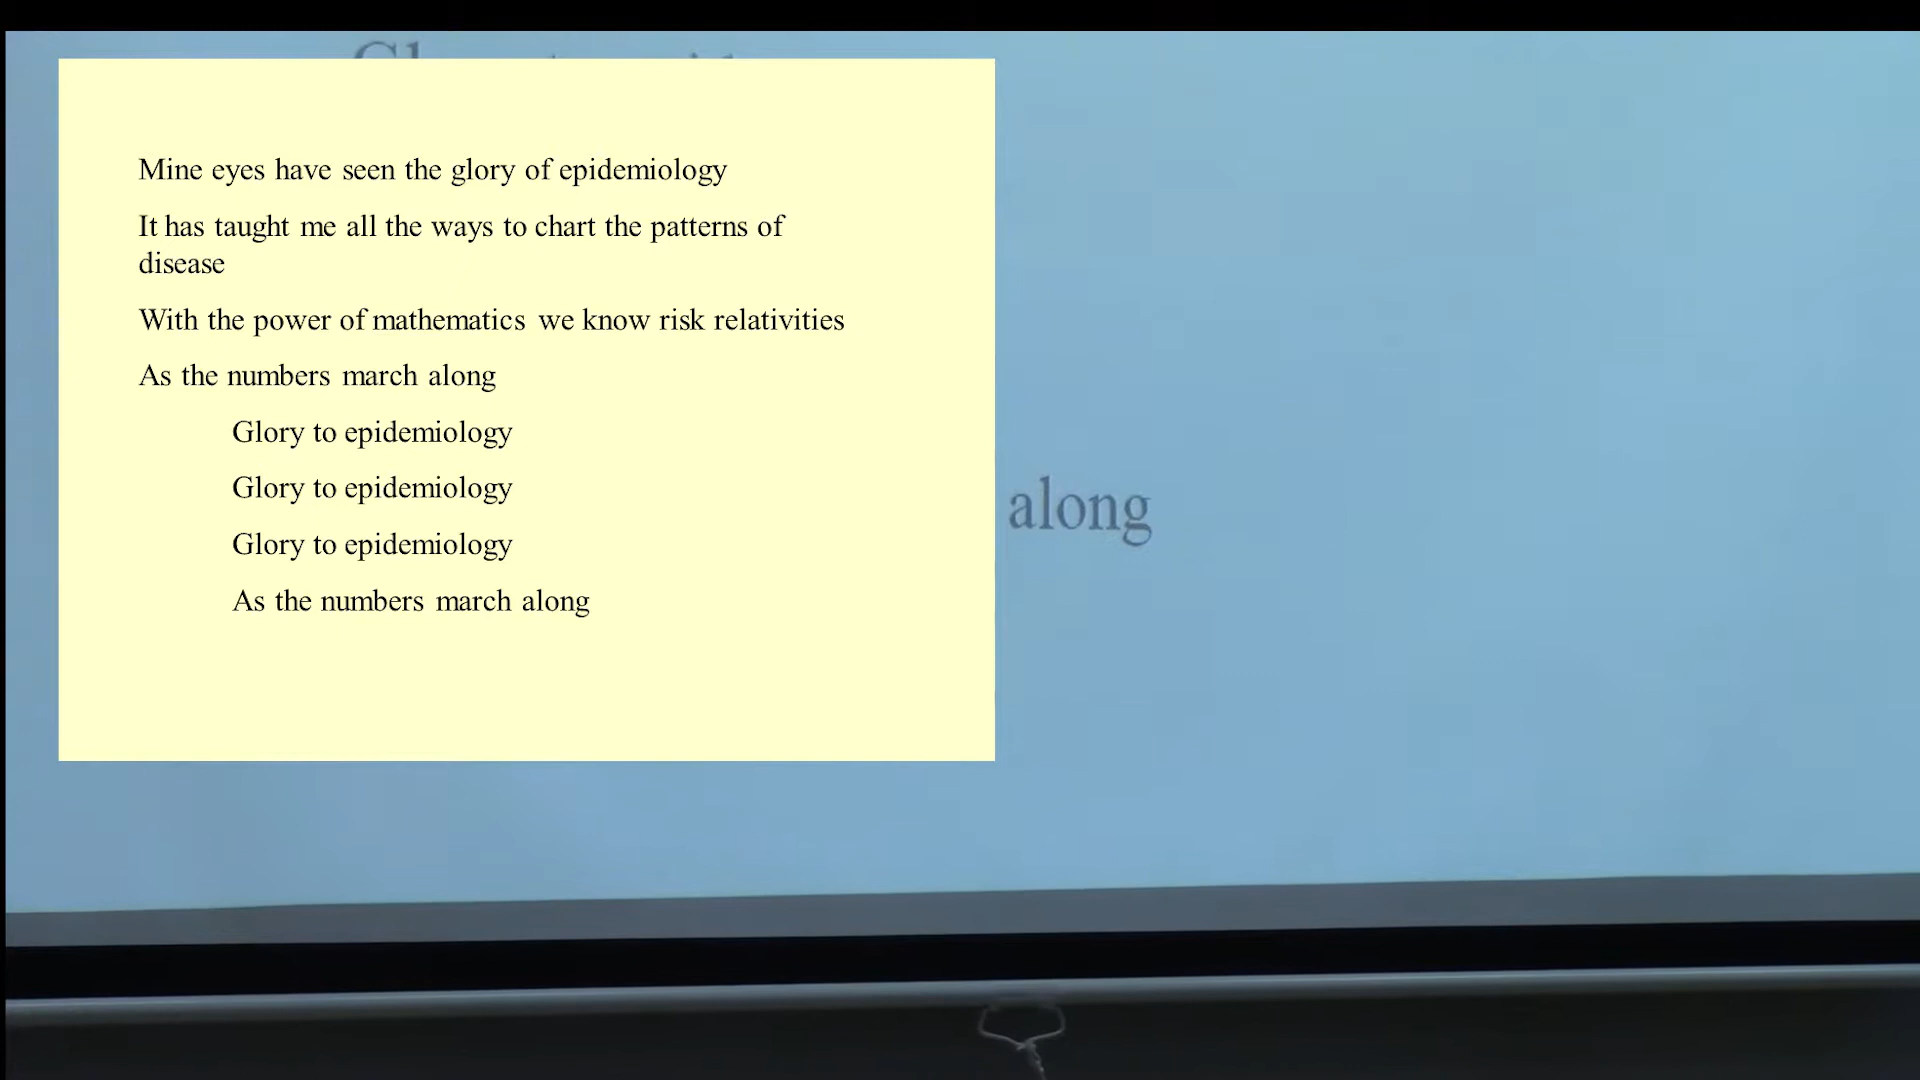 Mine eyes have seen the glory of epidemiology
It has taught me all the ways to chart the patterns of
disease
With the power of mathematics we know risk relativities
As the numbers march along
Glory to epidemiology
Glory to epidemiology
Glory to epidemiology
As the numbers march along
along